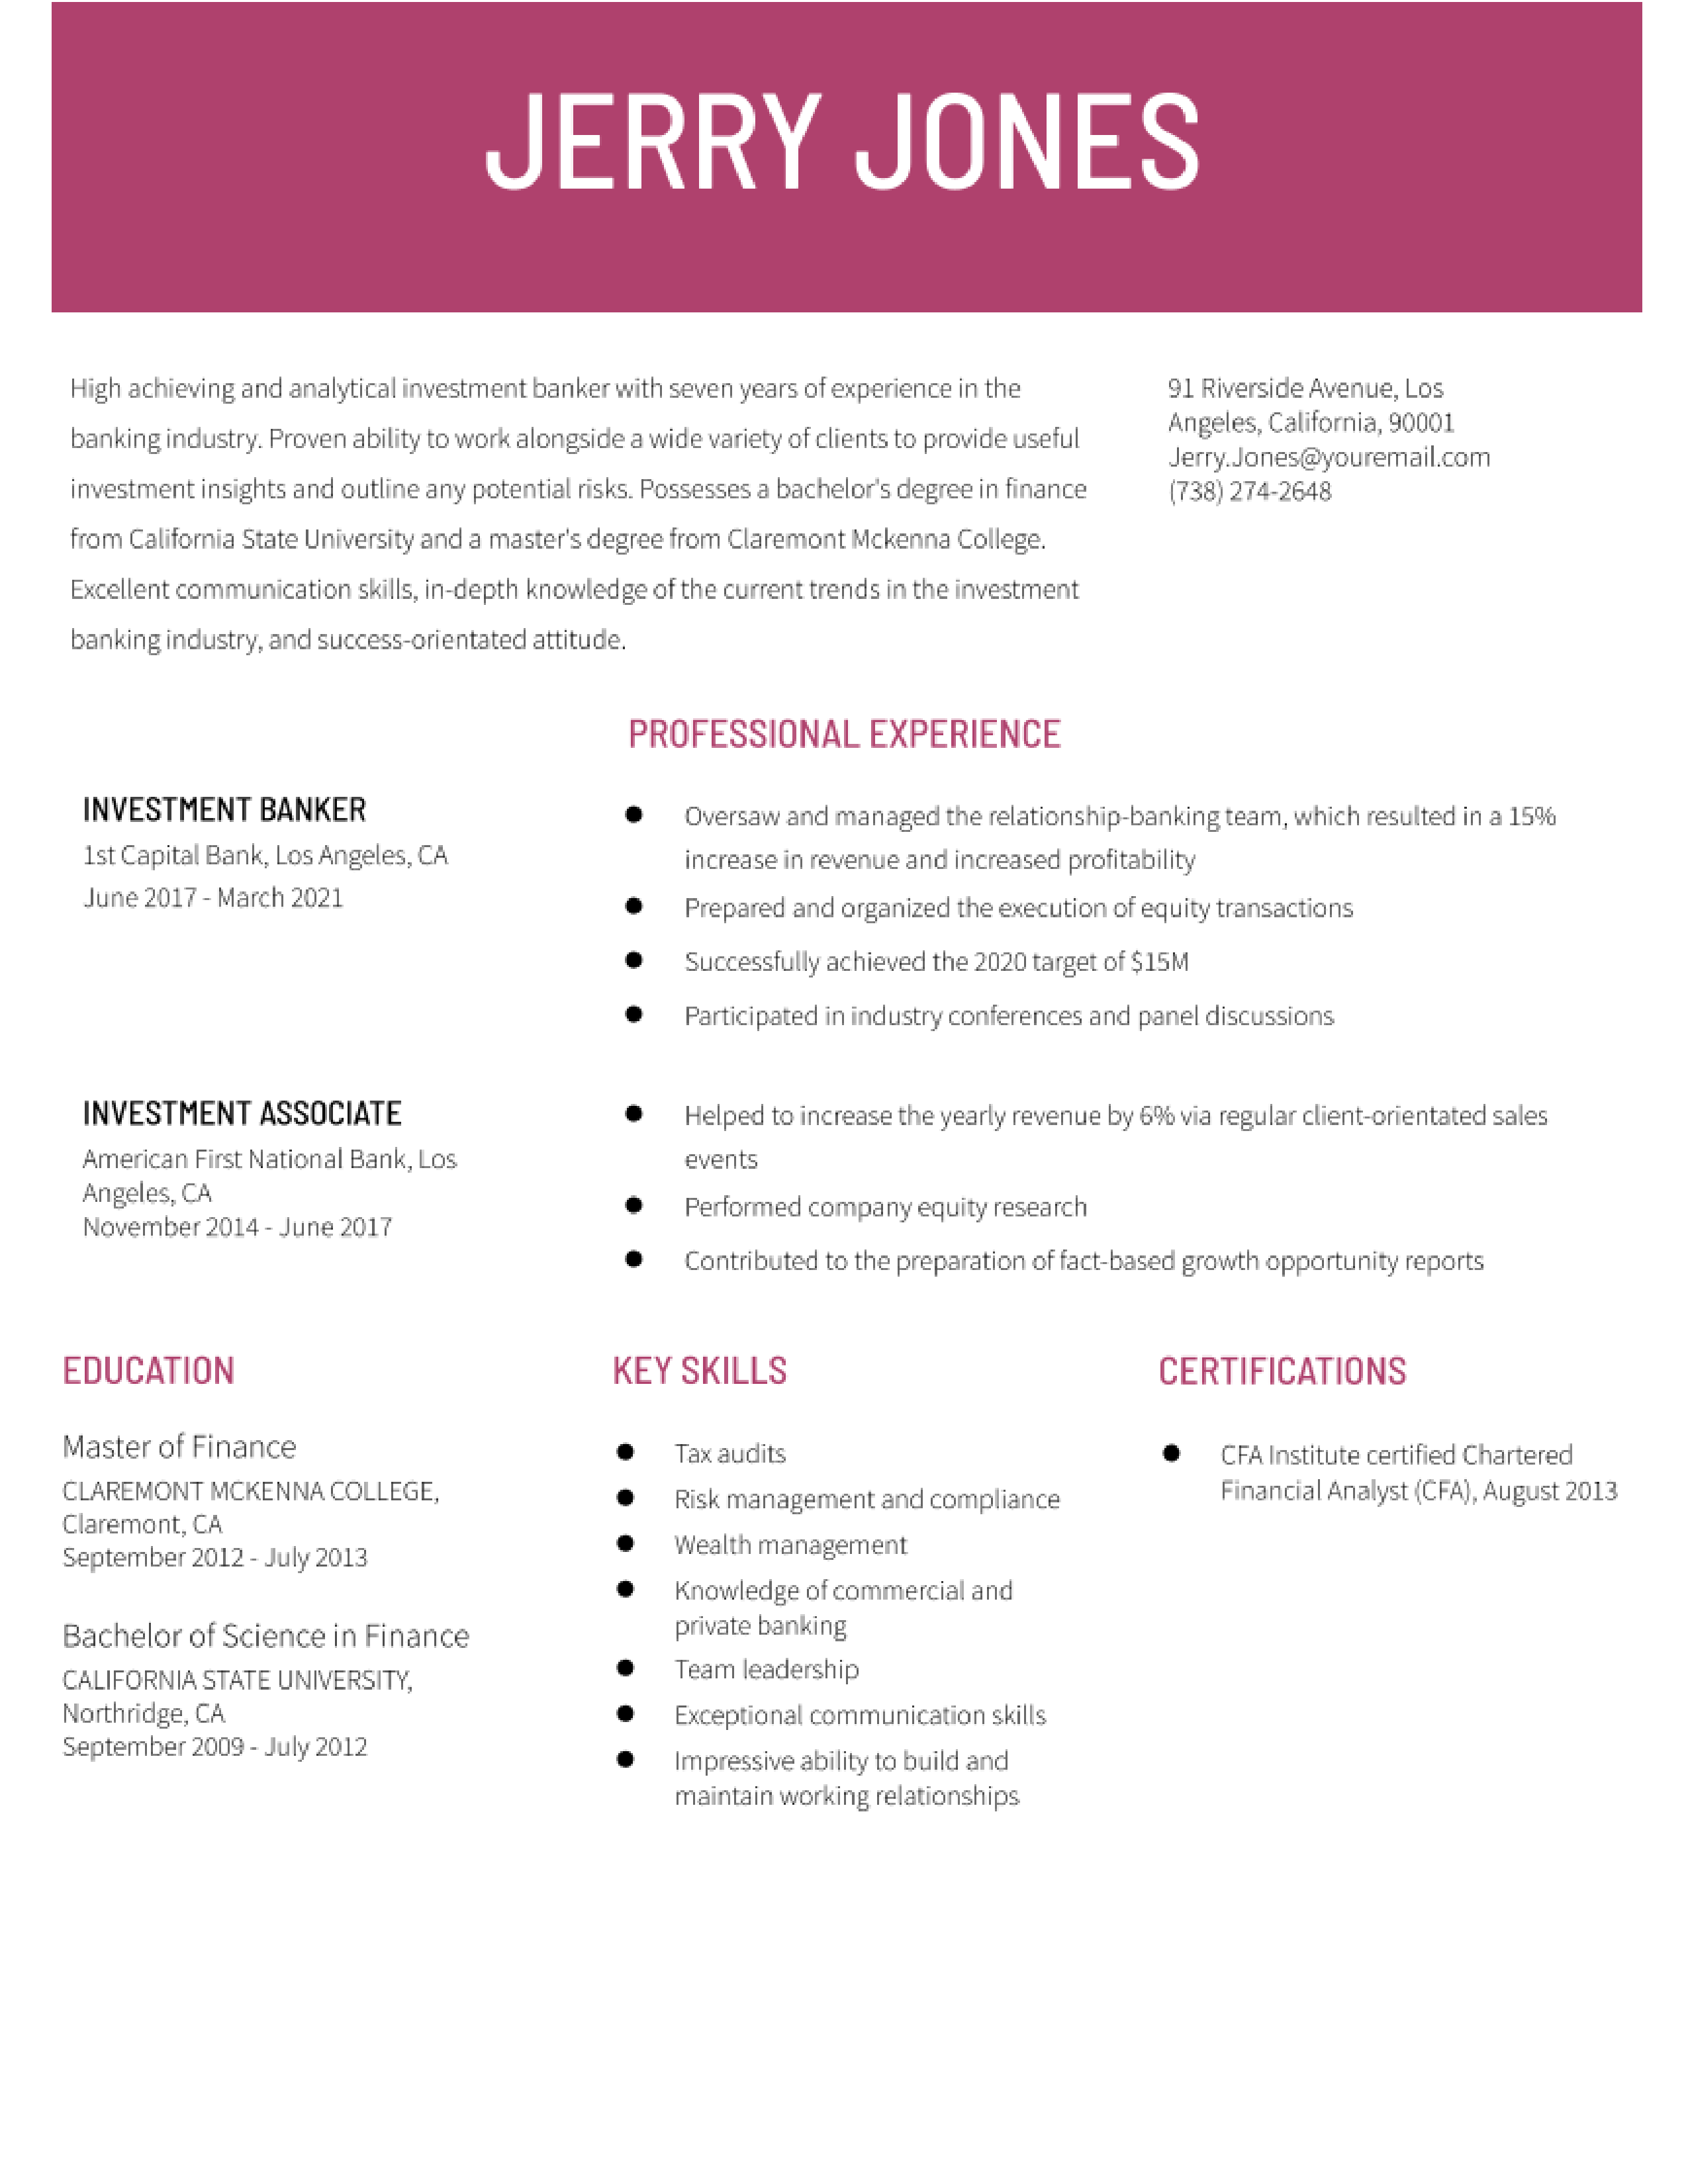 JERRY JONES
High achieving and analytical investment banker with seven years of experience in the
banking industry. Proven ability to work alongside a wide variety of clients to provide useful
investment insights and outline any potential risks. Possesses a bachelor's degree in finance
from California State University and a master's degree from Claremont Mckenna College.
Excellent communication skills, in-depth knowledge of the current trends in the investment
banking industry, and success-orientated attitude.
91 Riverside Avenue, Los
Angeles, California, 90001
Jerry.Jones@youremail.com
(738) 274-2648
PROFESSIONAL EXPERIENCE
INVESTMENT BANKER
1st Capital Bank, Los Angeles, CA
June 2017 - March 2021
● Oversaw and managed the relationship-banking team, which resulted in a 15%
increase in revenue and increased profitability
● Prepared and organized the execution of equity transactions
● Successfully achieved the 2020 target of $15M
● Participated in industry conferences and panel discussions
INVESTMENT ASSOCIATE
American First National Bank, Los
Angeles, CA
November 2014 - June 2017
● Helped to increase the yearly revenue by 6% via regular client-orientated sales
events
● Performed company equity research
● Contributed to the preparation of fact-based growth opportunity reports
EDUCATION
Master of Finance
CLAREMONT MCKENNA COLLEGE,
Claremont, CA
September 2012 - July 2013
Bachelor of Science in Finance
CALIFORNIA STATE UNIVERSITY,
Northridge, CA
September 2009 - July 2012
KEY SKILLS
● Tax audits
● Risk management and compliance
● Wealth management
● Knowledge of commercial and
private banking
● Team leadership
● Exceptional communication skills
● Impressive ability to build and
maintain working relationships
CERTIFICATIONS
● CFA Institute certified Chartered
Financial Analyst (CFA), August 2013